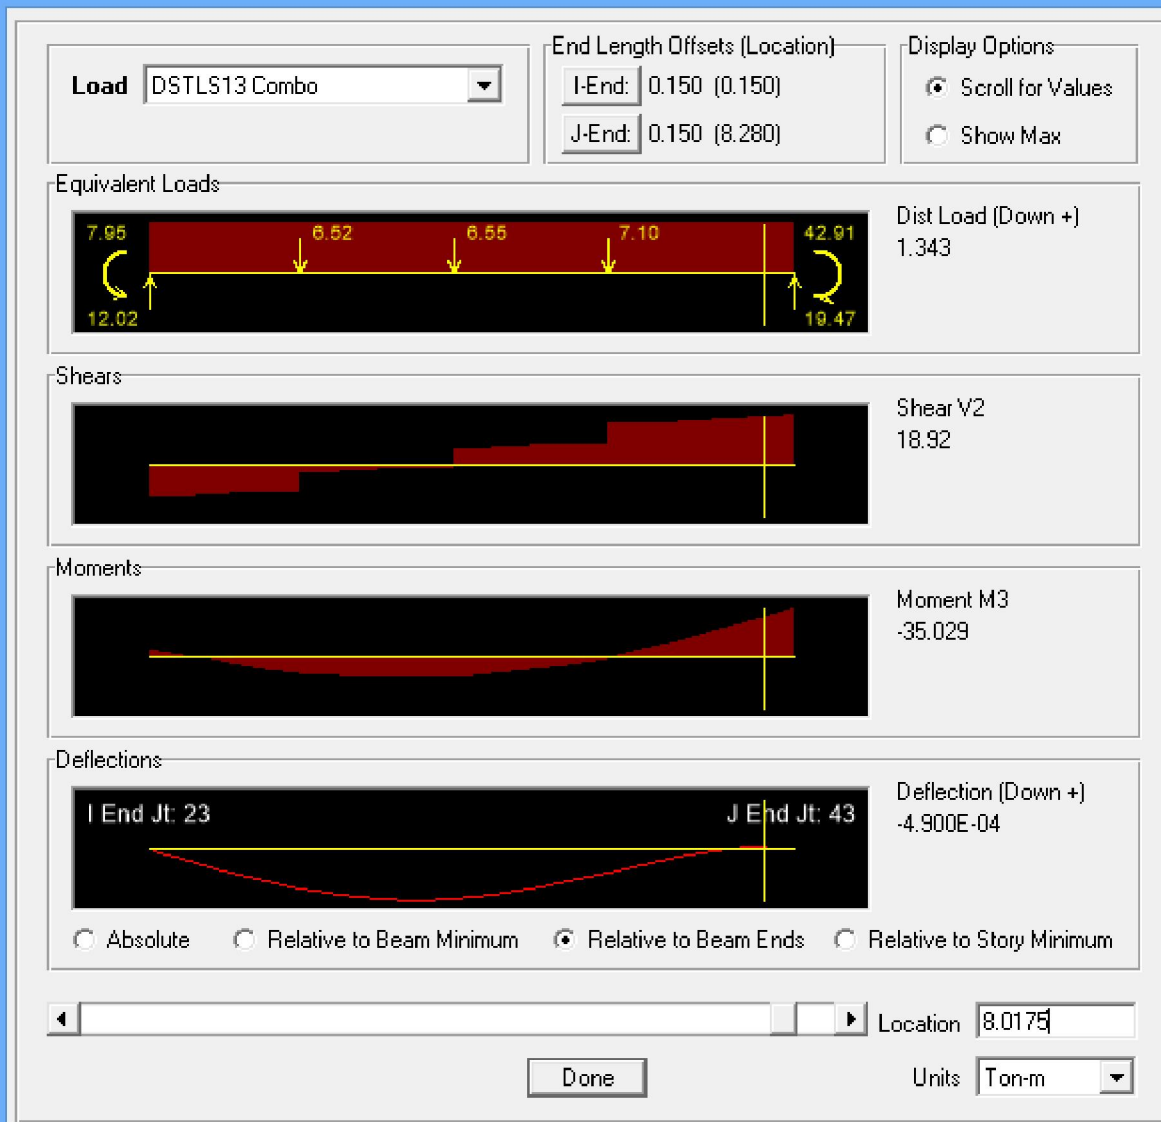 Load DSTLS13 Combo
End Length Offsets (Location)
I-End: 0.150 (0.150)
J-End: 0.150 (8.280)
Display Options
Scroll for Values
Show Max
Equivalent Loads
7.95 6.52 6.55 7.10 42.91
12.02 19.47
Dist Load (Down +)
1.343
Shears
Shear V2
18.92
Moments
Moment M3
-35.029
Deflections
I End Jt: 23 J End Jt: 43
Deflection (Down +)
-4.900E-04
Absolute Relative to Beam Minimum Relative to Beam Ends Relative to Story Minimum
Location 8.0175
Done Units Ton-m